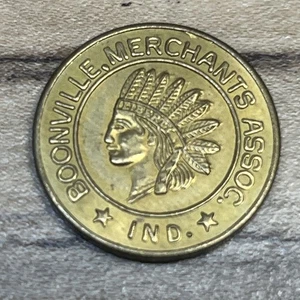 BOONVILLE, MERCHANTS ASSOC.
★ IND. ★